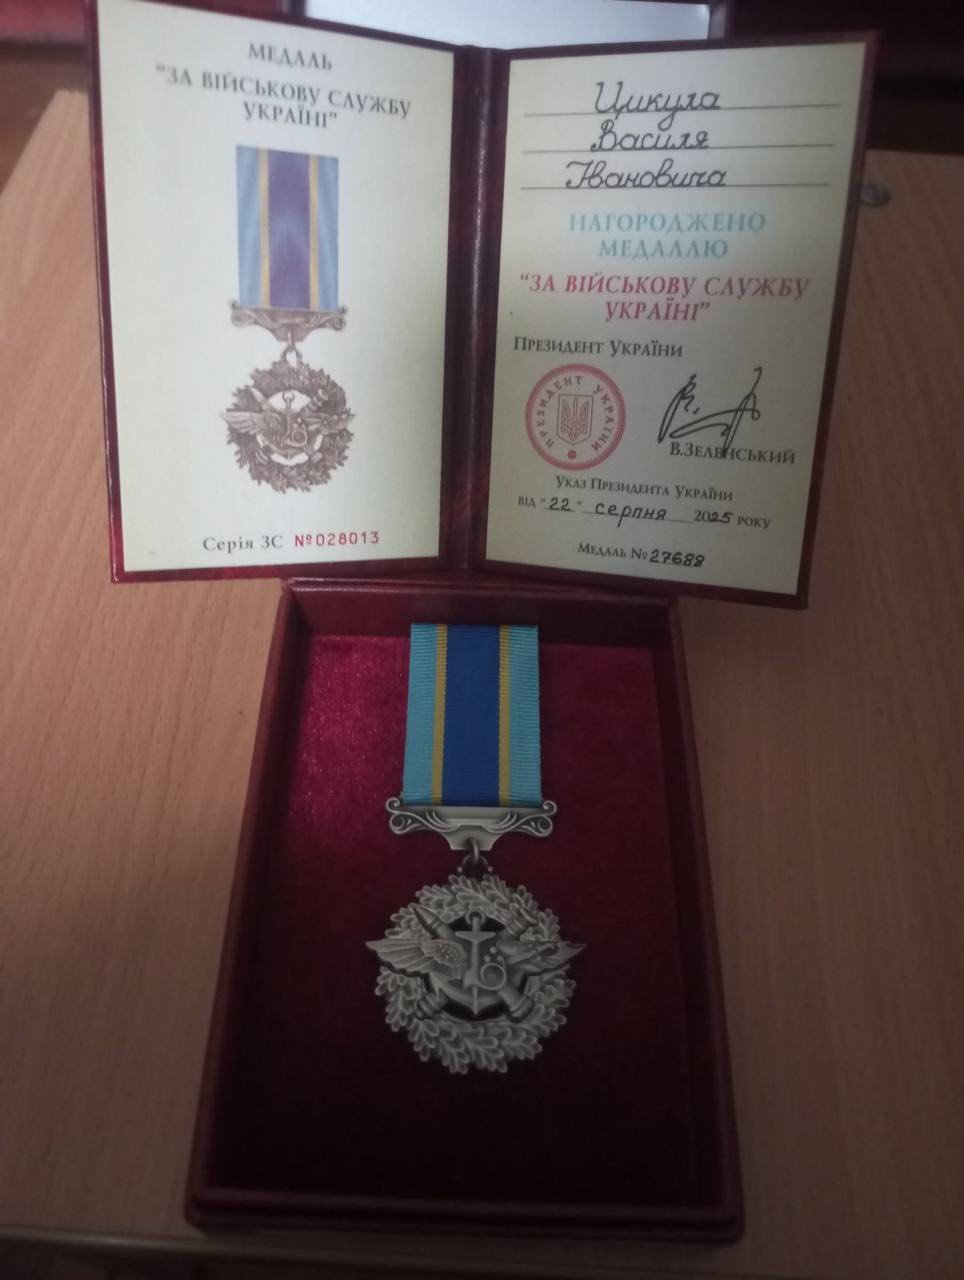 МЕДАЛЬ
"ЗА ВІЙСЬКОВУ СЛУЖБУ
УКРАЇНІ"
Серія ЗС №028013
Цикула
Василя
Івановича
НАГОРОДЖЕНО
МЕДАЛЛЮ
"ЗА ВІЙСЬКОВУ СЛУЖБУ
УКРАЇНІ"
ПРЕЗИДЕНТ УКРАЇНИ
ПРЕЗИДЕНТ УКРАЇНИ
В.ЗЕЛЕНСЬКИЙ
УКАЗ ПРЕЗИДЕНТА УКРАЇНИ
ВІД "22" серпня 2025 РОКУ
МЕДАЛЬ №27688